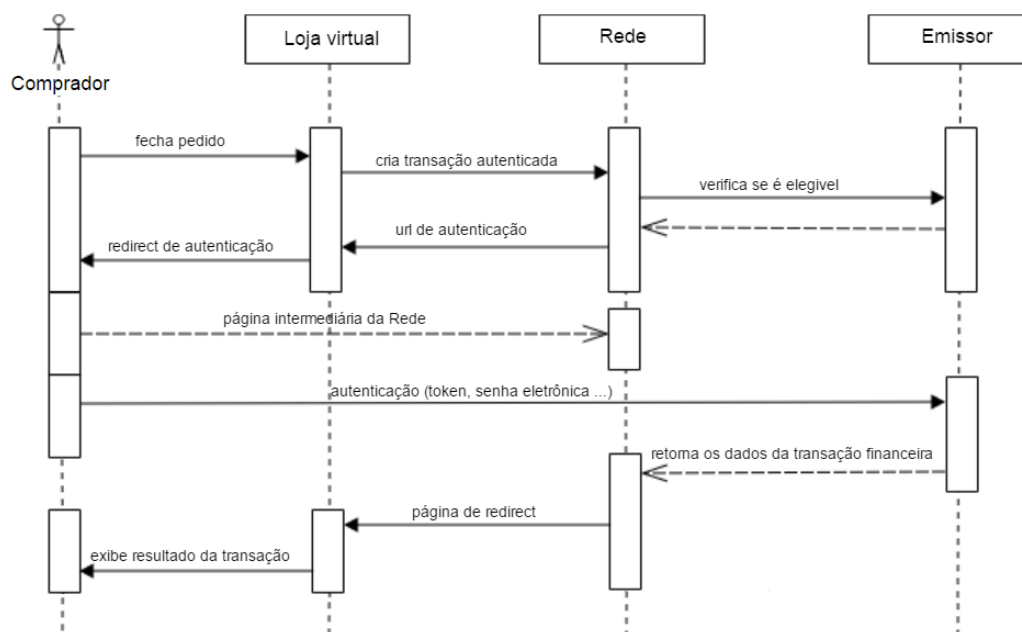 Loja virtual
Rede
Emissor
Comprador
fecha pedido
cria transação autenticada
verifica se é elegivel
url de autenticação
redirect de autenticação
página intermediária da Rede
autenticação (token, senha eletrônica ...)
retorna os dados da transação financeira
página de redirect
exibe resultado da transação